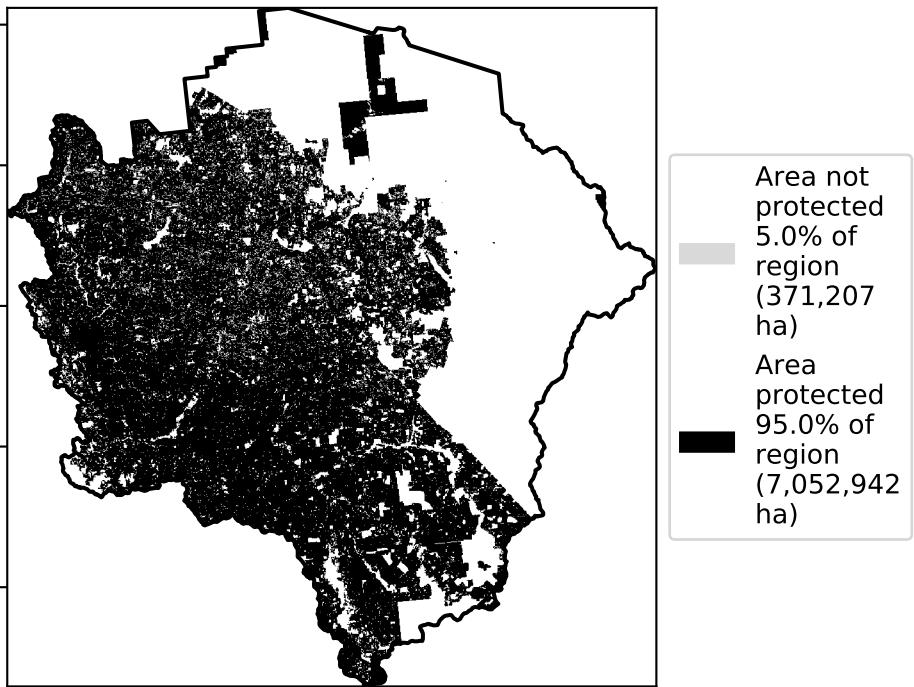 Area not
protected
5.0% of
region
(371,207
ha)
Area
protected
95.0% of
region
(7,052,942
ha)